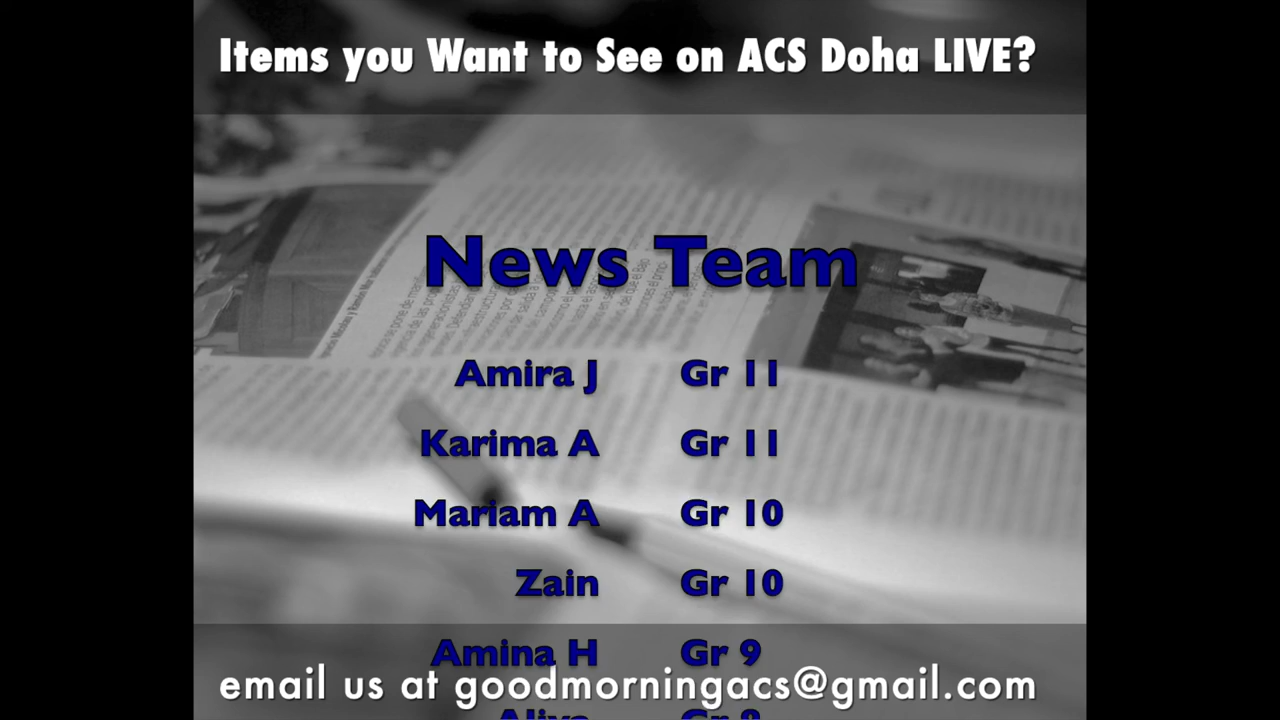 Items you Want to See on ACS Doha LIVE?
News Team
Amira J Gr 11
Karima A Gr 11
Mariam A Gr 10
Zain Gr 10
Amina H Gr 9
email us at goodmorningacs@gmail.com